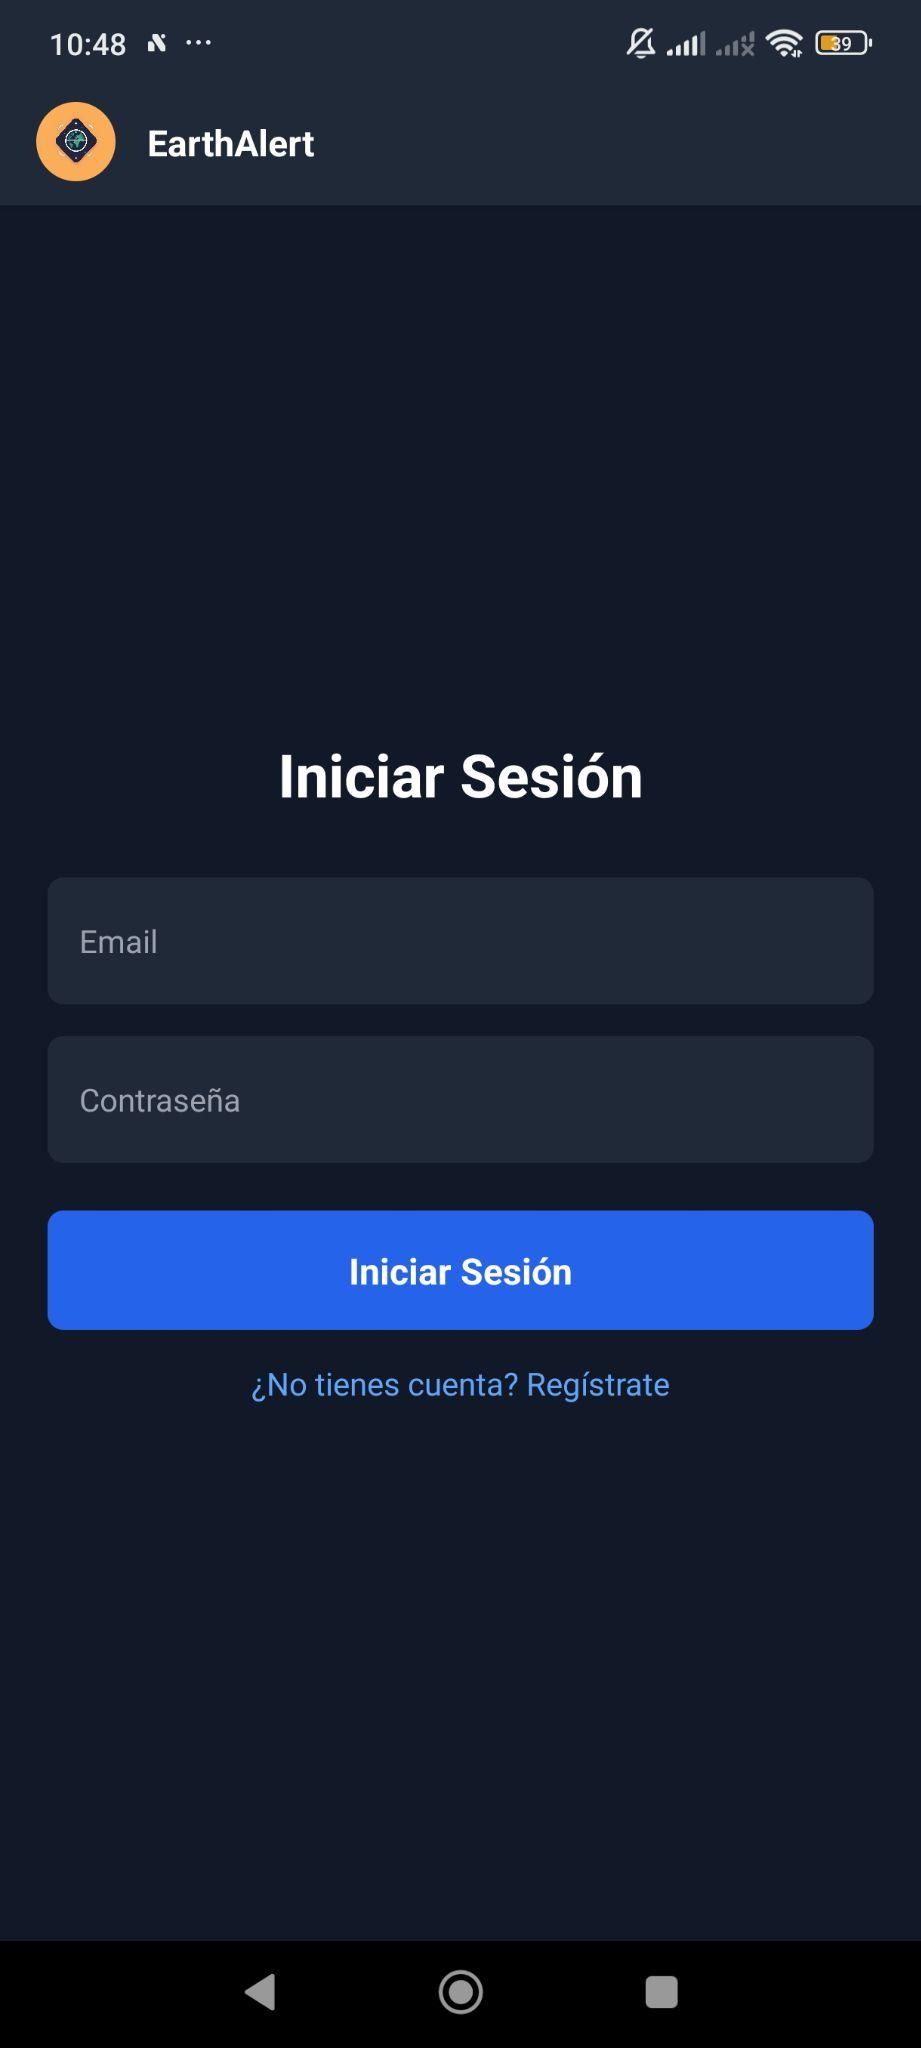 10:48
39
EarthAlert
Iniciar Sesión
Email
Contraseña
Iniciar Sesión
¿No tienes cuenta? Regístrate